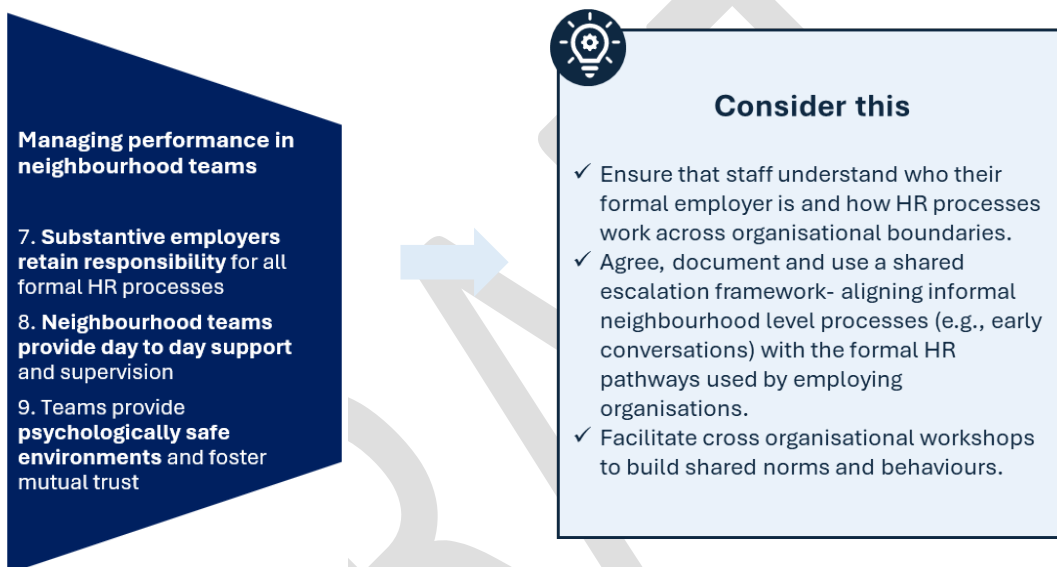 Managing performance in
neighbourhood teams
7. Substantive employers
retain responsibility for all
formal HR processes
8. Neighbourhood teams
provide day to day support
and supervision
9. Teams provide
psychologically safe
environments and foster
mutual trust
Consider this
✓ Ensure that staff understand who their
formal employer is and how HR processes
work across organisational boundaries.
✓ Agree, document and use a shared
escalation framework- aligning informal
neighbourhood level processes (e.g., early
conversations) with the formal HR
pathways used by employing
organisations.
✓ Facilitate cross organisational workshops
to build shared norms and behaviours.